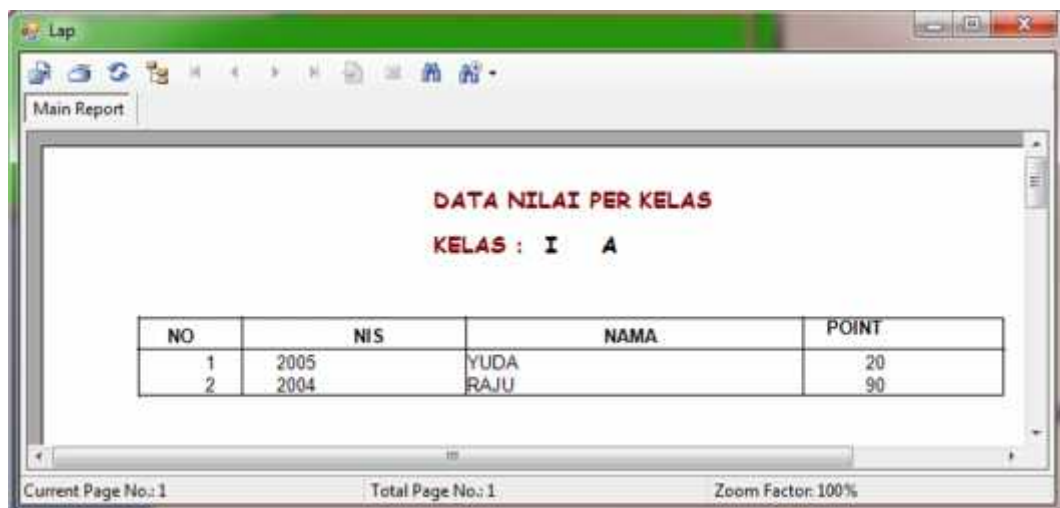 Lap
Main Report
DATA NILAI PER KELAS
KELAS : I A
NO NIS NAMA POINT
1 2005 YUDA 20
2 2004 RAJU 90
Current Page No.: 1 Total Page No.: 1 Zoom Factor: 100%